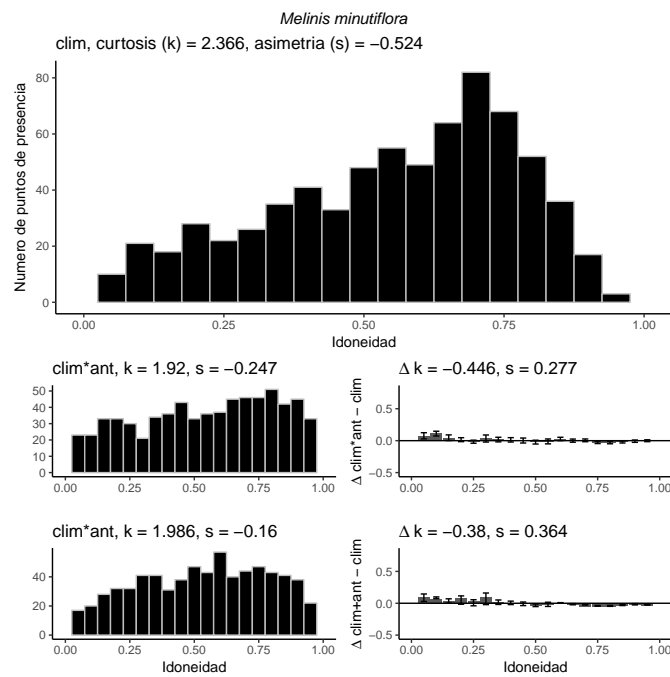 Melinis minutiflora
clim, curtosis (k) = 2.366, asimetria (s) = −0.524
Numero de puntos de presencia
80
60
40
20
0
0.00 0.25 0.50 0.75 1.00
Idoneidad
clim*ant, k = 1.92, s = −0.247
50
40
30
20
10
0
0.00 0.25 0.50 0.75 1.00
Δ k = −0.446, s = 0.277
Δ clim*ant − clim
0.5
0.0
−0.5
0.00 0.25 0.50 0.75 1.00
clim*ant, k = 1.986, s = −0.16
40
20
0
0.00 0.25 0.50 0.75 1.00
Idoneidad
Δ k = −0.38, s = 0.364
Δ clim+ant − clim
0.5
0.0
−0.5
0.00 0.25 0.50 0.75 1.00
Idoneidad